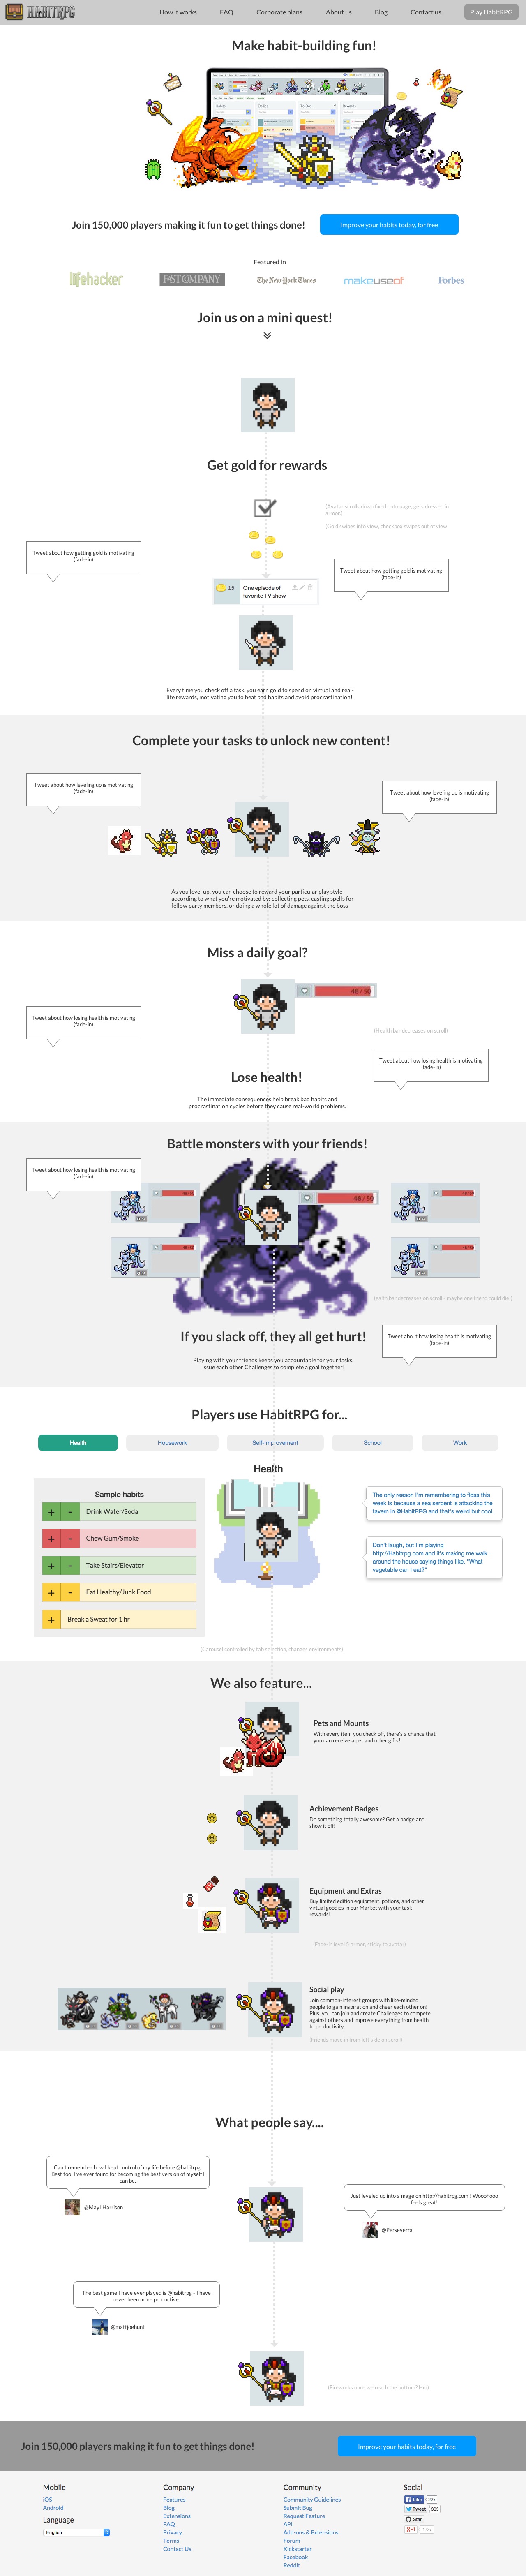 HABITRPG
How it works
FAQ
Corporate plans
About us
Blog
Contact us
Play HabitRPG
Make habit-building fun!
Join 150,000 players making it fun to get things done!
Improve your habits today, for free
Featured in
lifehacker
FAST COMPANY
The New York Times
makeuseof
Forbes
Join us on a mini quest!
Get gold for rewards
(Avatar scrolls down fixed onto page, gets dressed in
armor.)
(Gold swipes into view, checkbox swipes out of view
Tweet about how getting gold is motivating
(fade-in)
Tweet about how getting gold is motivating
(fade-in)
15
One episode of
favorite TV show
Every time you check off a task, you earn gold to spend on virtual and real-
life rewards, motivating you to beat bad habits and avoid procrastination!
Complete your tasks to unlock new content!
Tweet about how leveling up is motivating
(fade-in)
Tweet about how leveling up is motivating
(fade-in)
As you level up, you can choose to reward your particular play style
according to what you're motivated by: collecting pets, casting spells for
fellow party members, or doing a whole lot of damage against the boss
Miss a daily goal?
48 / 50
Tweet about how losing health is motivating
(fade-in)
(Health bar decreases on scroll)
Tweet about how losing health is motivating
(fade-in)
Lose health!
The immediate consequences help break bad habits and
procrastination cycles before they cause real-world problems.
Battle monsters with your friends!
Tweet about how losing health is motivating
(fade-in)
48 / 50
(health bar decreases on scroll - maybe one friend could die!)
If you slack off, they all get hurt!
Tweet about how losing health is motivating
(fade-in)
Playing with your friends keeps you accountable for your tasks.
Issue each other Challenges to complete a goal together!
Players use HabitRPG for...
Health
Housework
Self-improvement
School
Work
Health
Sample habits
+ - Drink Water/Soda
+ - Chew Gum/Smoke
+ - Take Stairs/Elevator
+ - Eat Healthy/Junk Food
+ Break a Sweat for 1 hr
The only reason I'm remembering to floss this
week is because a sea serpent is attacking the
tavern in @HabitRPG and that's weird but cool.
Don't laugh, but I'm playing
http://Habitrpg.com and it's making me walk
around the house saying things like, "What
vegetable can I eat?"
(Carousel controlled by tab selection, changes environments)
We also feature...
Pets and Mounts
With every item you check off, there's a chance that
you can receive a pet and other gifts!
Achievement Badges
Do something totally awesome? Get a badge and
show it off!
Equipment and Extras
Buy limited edition equipment, potions, and other
virtual goodies in our Market with your task
rewards!
(Fade-in level 5 armor, sticky to avatar)
Social play
Join common-interest groups with like-minded
people to gain inspiration and cheer each other on!
Plus, you can join and create Challenges to compete
against others and improve everything from health
to productivity.
(Friends move in from left side on scroll)
What people say....
Can't remember how I kept control of my life before @habitrpg.
Best tool I've ever found for becoming the best version of myself I
can be.
@MaylHarrison
Just leveled up into a mage on http://habitrpg.com ! Wooohooo
feels great!
@Perseverra
The best game I have ever played is @habitrpg - I have
never been more productive.
@mattjoehunt
(Fireworks once we reach the bottom? Hm)
Join 150,000 players making it fun to get things done!
Improve your habits today, for free
Mobile
iOS
Android
Language
English
Company
Features
Blog
Extensions
FAQ
Privacy
Terms
Contact Us
Community
Community Guidelines
Submit Bug
Request Feature
API
Add-ons & Extensions
Forum
Kickstarter
Facebook
Reddit
Social
Like 22k
Tweet 300
Star
+1 1.5k